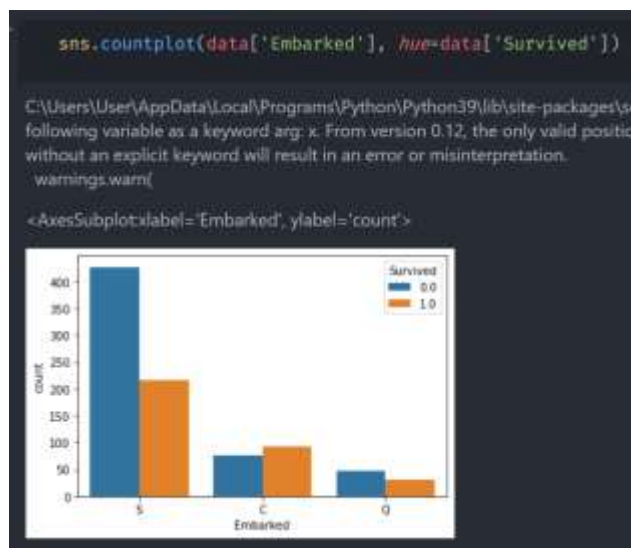 sns.countplot(data['Embarked'], hue=data['Survived'])
C:\Users\User\AppData\Local\Programs\Python\Python39\lib\site-packages\se
following variable as a keyword arg: x. From version 0.12, the only valid positio
without an explicit keyword will result in an error or misinterpretation.
warnings.warn(
<AxesSubplot:xlabel='Embarked', ylabel='count'>
Survived
0.0
1.0
400
350
300
250
200
150
100
50
0
count
S
C
Q
Embarked